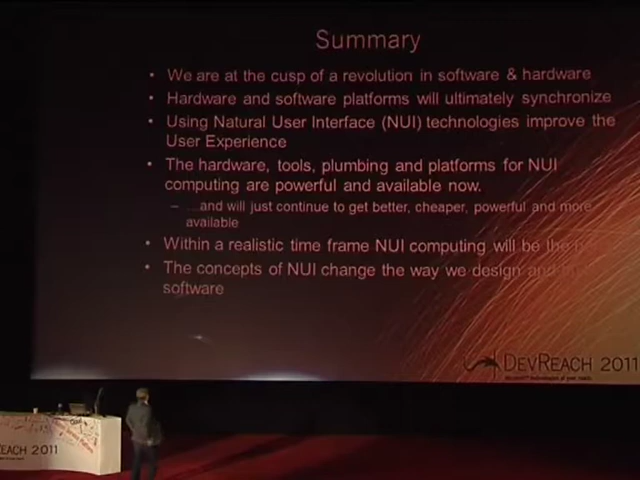 Summary
• We are at the cusp of a revolution in software & hardware
• Hardware and software platforms will ultimately synchronize
• Using Natural User Interface (NUI) technologies improve the
User Experience
• The hardware, tools, plumbing and platforms for NUI
computing are powerful and available now.
– …and will just continue to get better, cheaper, powerful and more
available
• Within a realistic time frame NUI computing will be the
• The concepts of NUI change the way we design and
software
DEVREACH 2011
REACH 2011